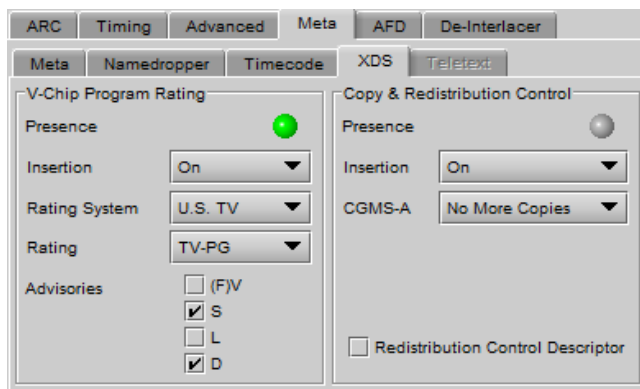 ARC Timing Advanced Meta AFD De-Interlacer
Meta Namedropper Timecode XDS Teletext
V-Chip Program Rating
Presence
Insertion On
Rating System U.S. TV
Rating TV-PG
Advisories (F)V
S
L
D
Copy & Redistribution Control
Presence
Insertion On
CGMS-A No More Copies
Redistribution Control Descriptor